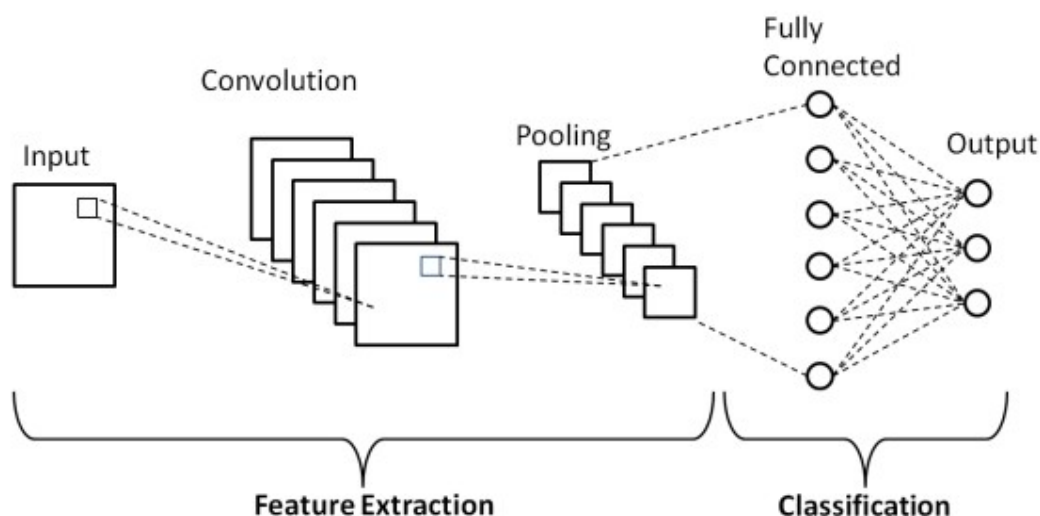 Fully
Connected
Convolution
Pooling
Input
Output
Feature Extraction
Classification